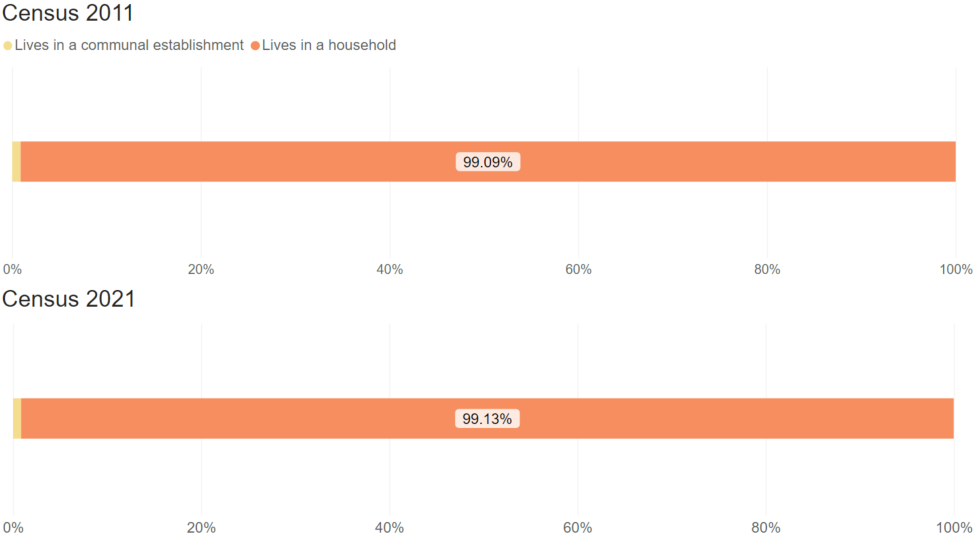 Census 2011
Lives in a communal establishment Lives in a household
99.09%
0% 20% 40% 60% 80% 100%
Census 2021
99.13%
0% 20% 40% 60% 80% 100%